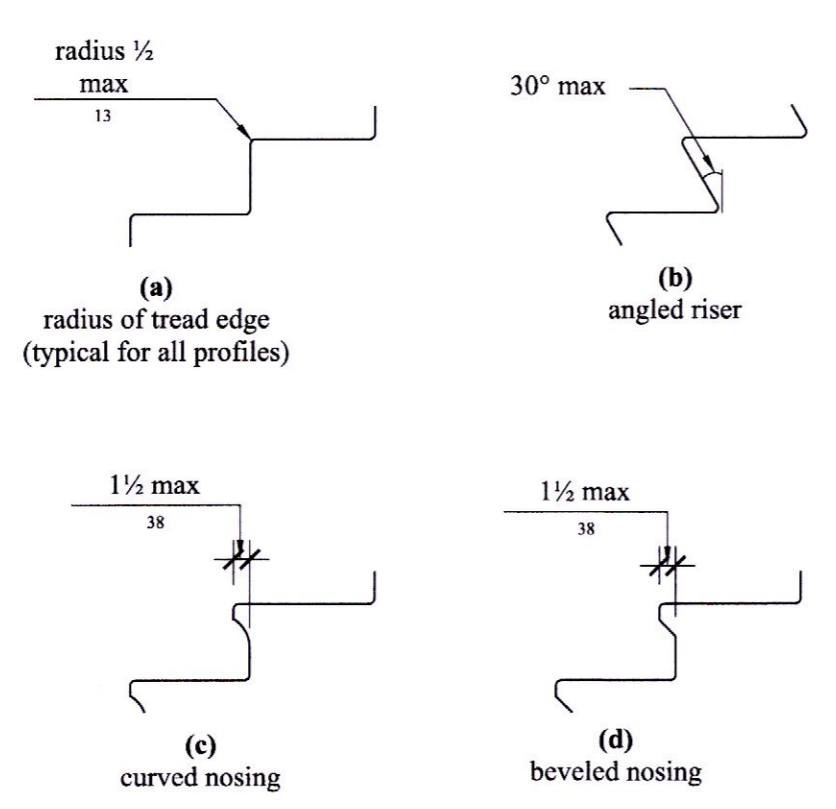 radius ½
max
13
(a)
radius of tread edge
(typical for all profiles)
30° max
(b)
angled riser
1½ max
38
(c)
curved nosing
1½ max
38
(d)
beveled nosing